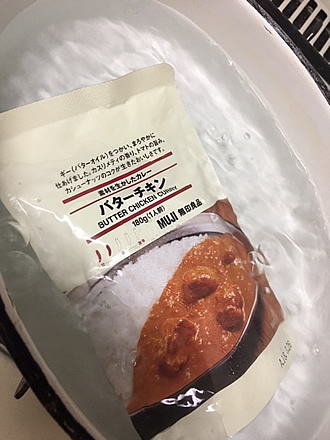 ギー(バターオイル)をつかい、まろやかに
仕あげました。カスリメティの香り、トマトの旨み、
カシューナッツのコクが生きたおいしさです。
素材を生かしたカレー
バターチキン
BUTTER CHICKEN CURRY
180g(1人前)
MUJI 無印良品